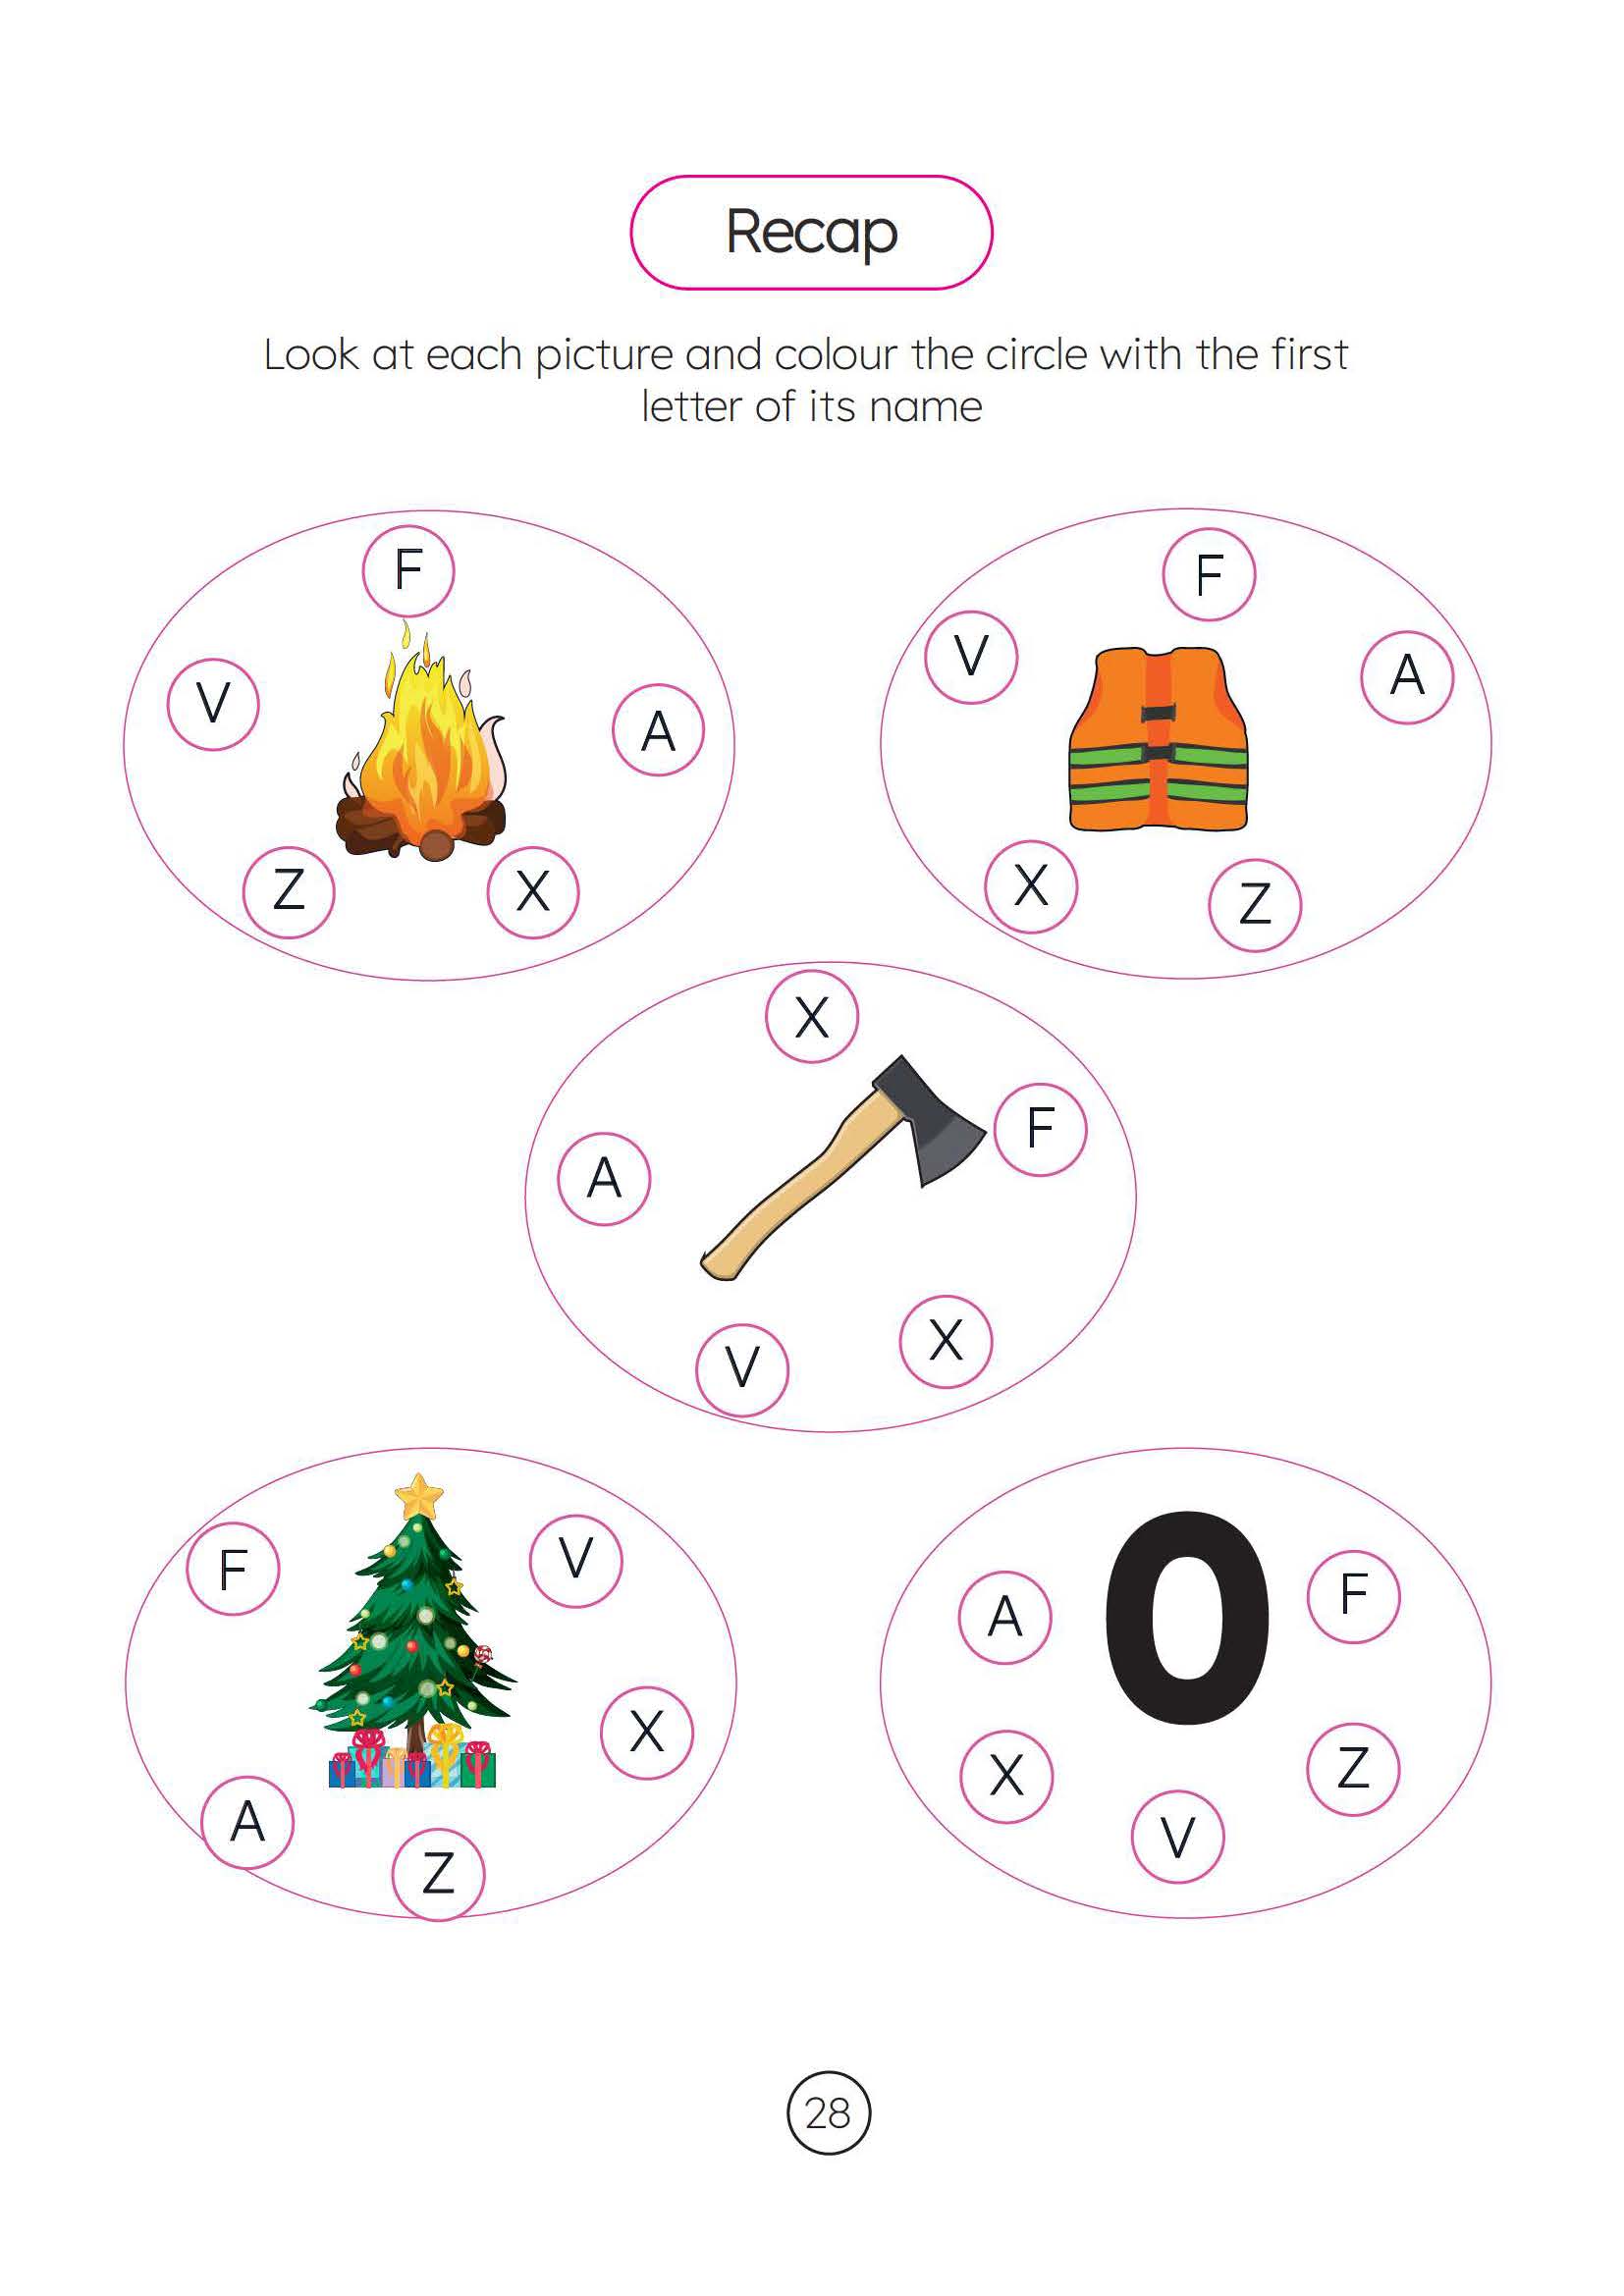 Recap
Look at each picture and colour the circle with the first
letter of its name
F
V
A
Z
X
F
V
A
X
Z
X
F
A
X
V
F
V
X
A
Z
0
A
F
X
Z
V
28